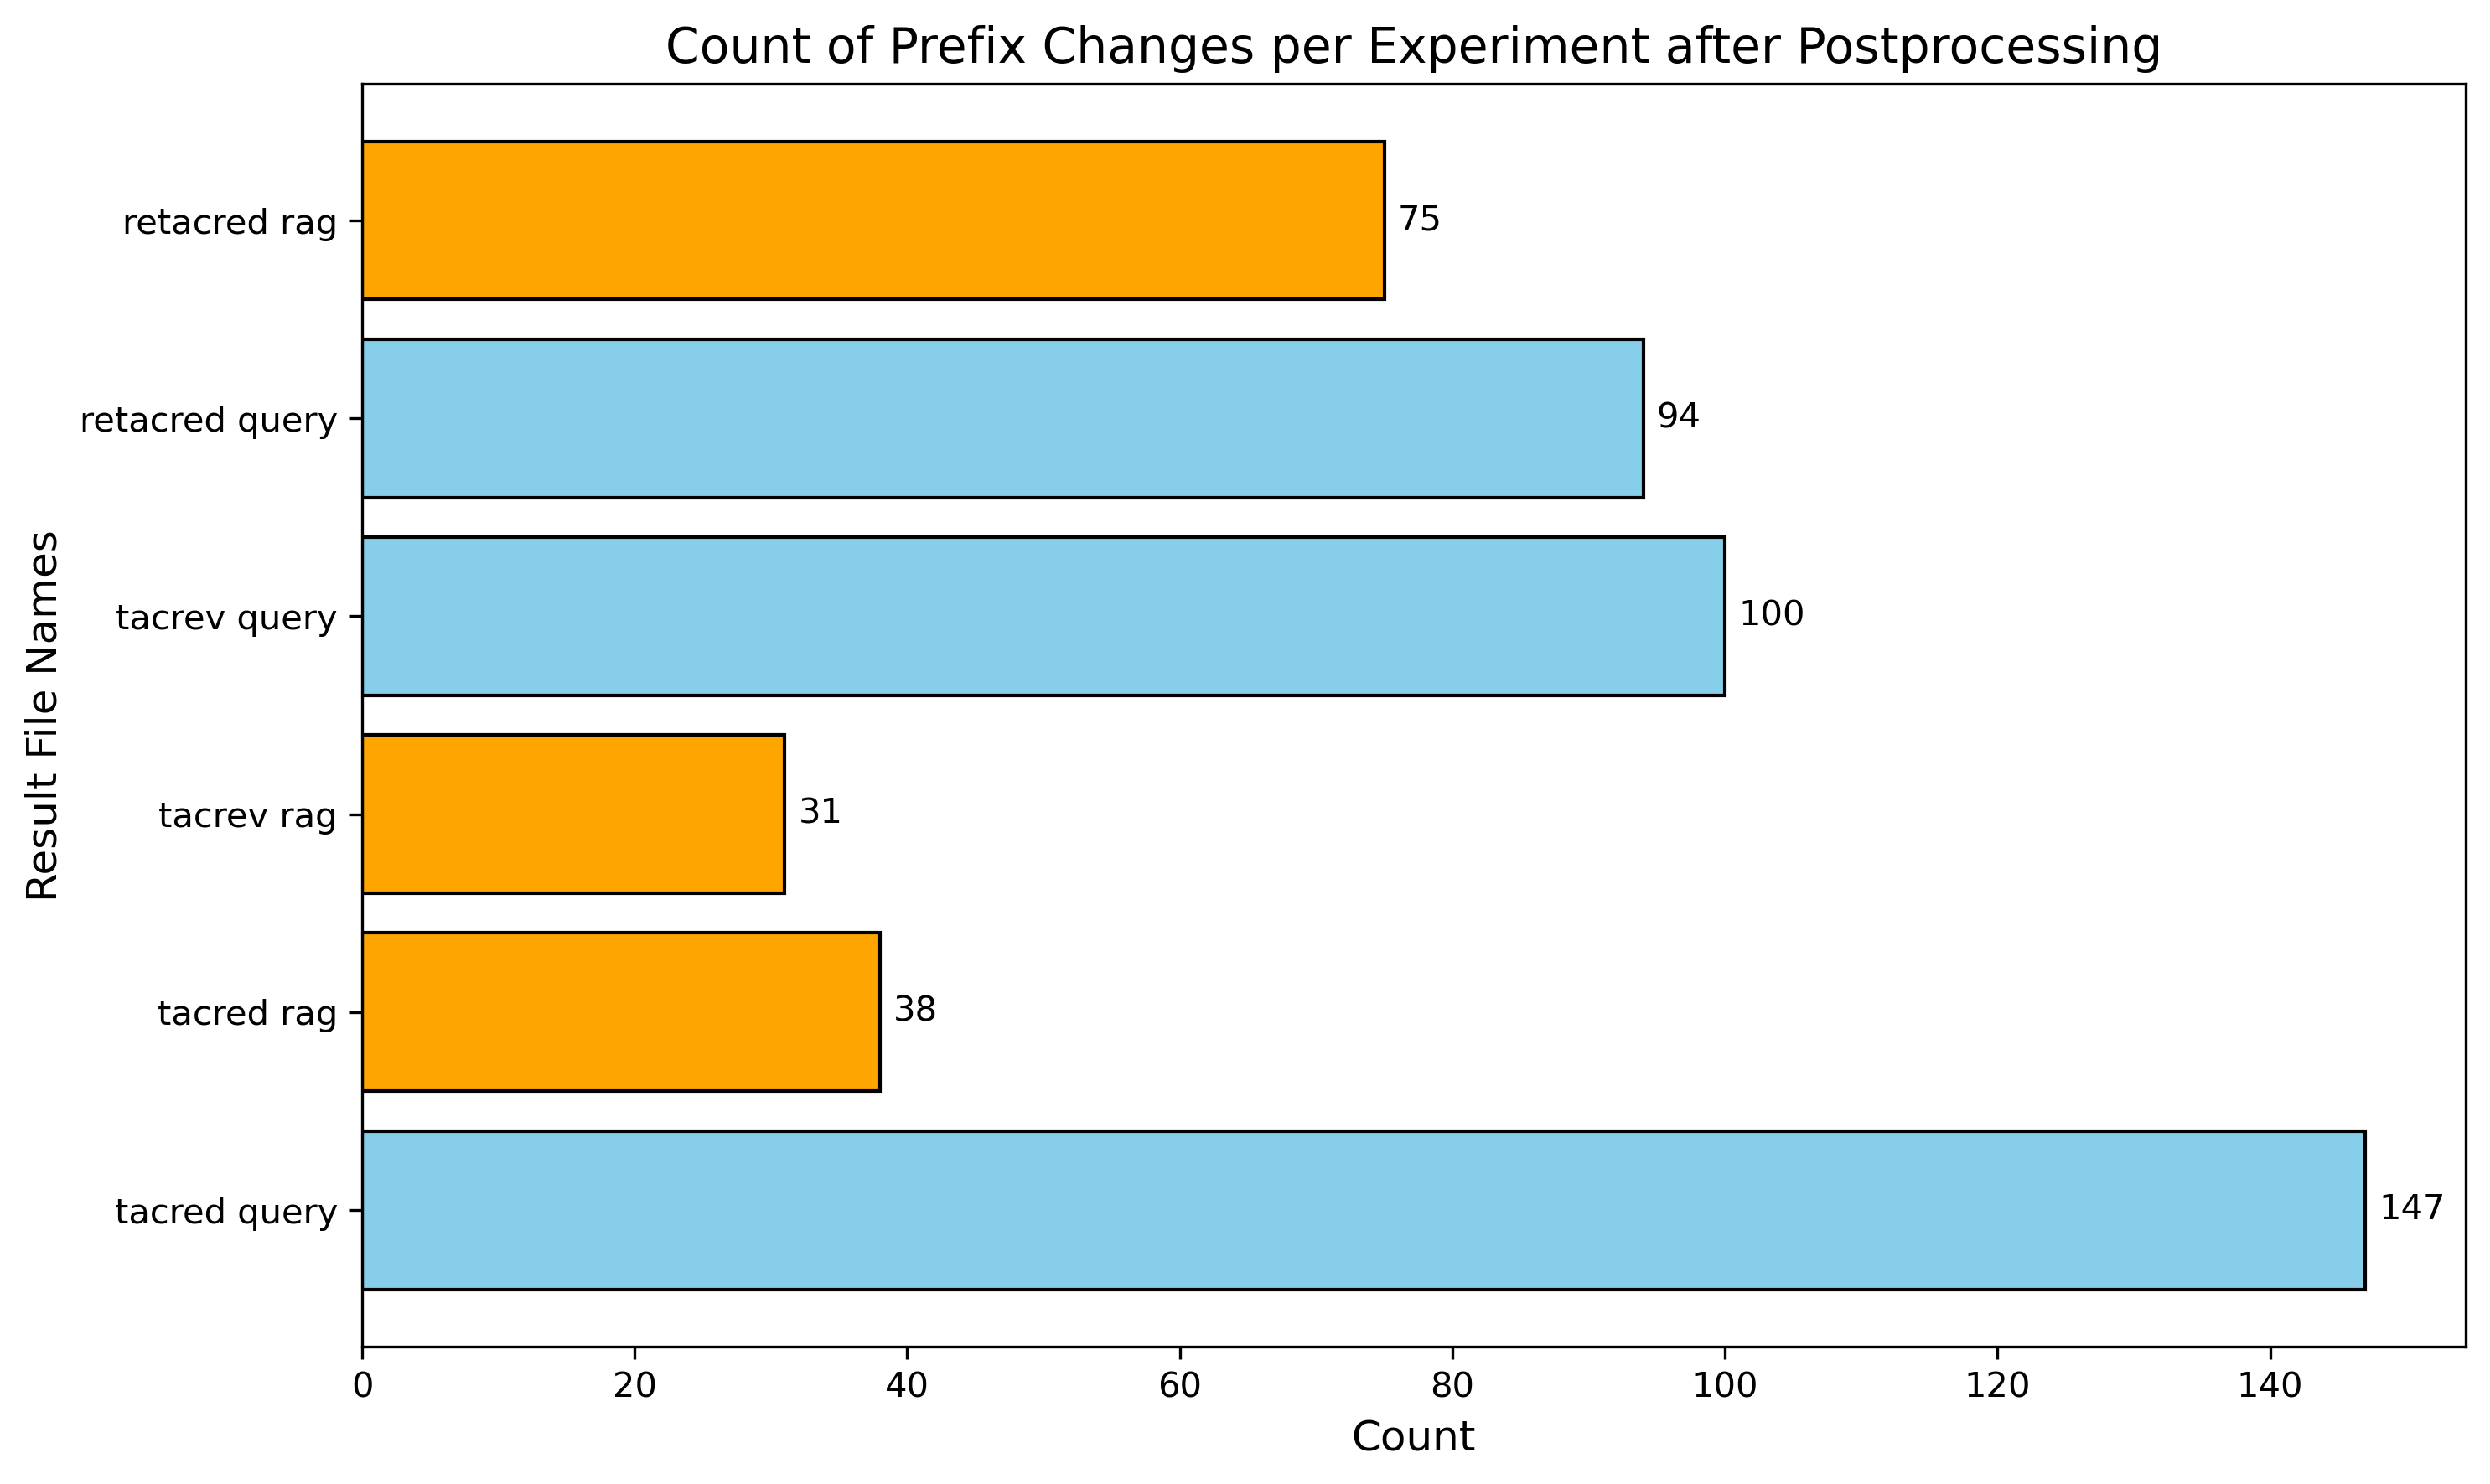 Count of Prefix Changes per Experiment after Postprocessing
retacred rag
75
retacred query
94
tacrev query
100
tacrev rag
31
tacred rag
38
tacred query
147
Result File Names
0 20 40 60 80 100 120 140
Count